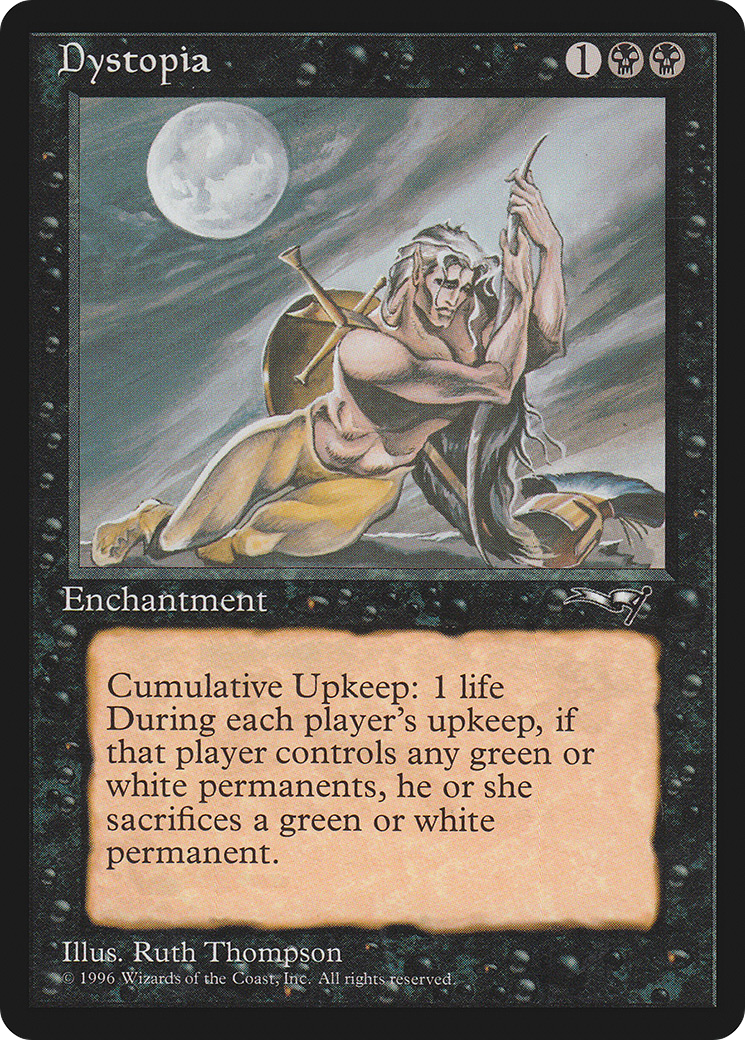 Dystopia
1
Enchantment
Cumulative Upkeep: 1 life
During each player's upkeep, if
that player controls any green or
white permanents, he or she
sacrifices a green or white
permanent.
Illus. Ruth Thompson
© 1996 Wizards of the Coast, Inc. All rights reserved.